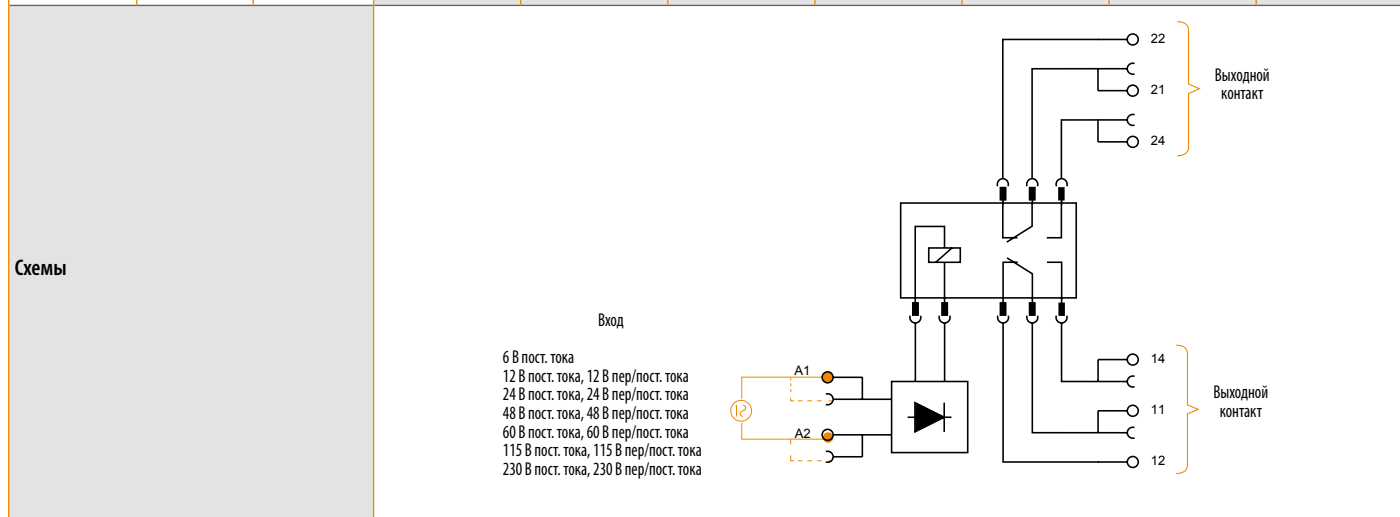 Схемы
22
21
24
Выходной
контакт
Вход
6 В пост. тока
12 В пост. тока, 12 В пер/пост. тока
24 В пост. тока, 24 В пер/пост. тока
48 В пост. тока, 48 В пер/пост. тока
60 В пост. тока, 60 В пер/пост. тока
115 В пост. тока, 115 В пер/пост. тока
230 В пост. тока, 230 В пер/пост. тока
A1
A2
14
11
12
Выходной
контакт